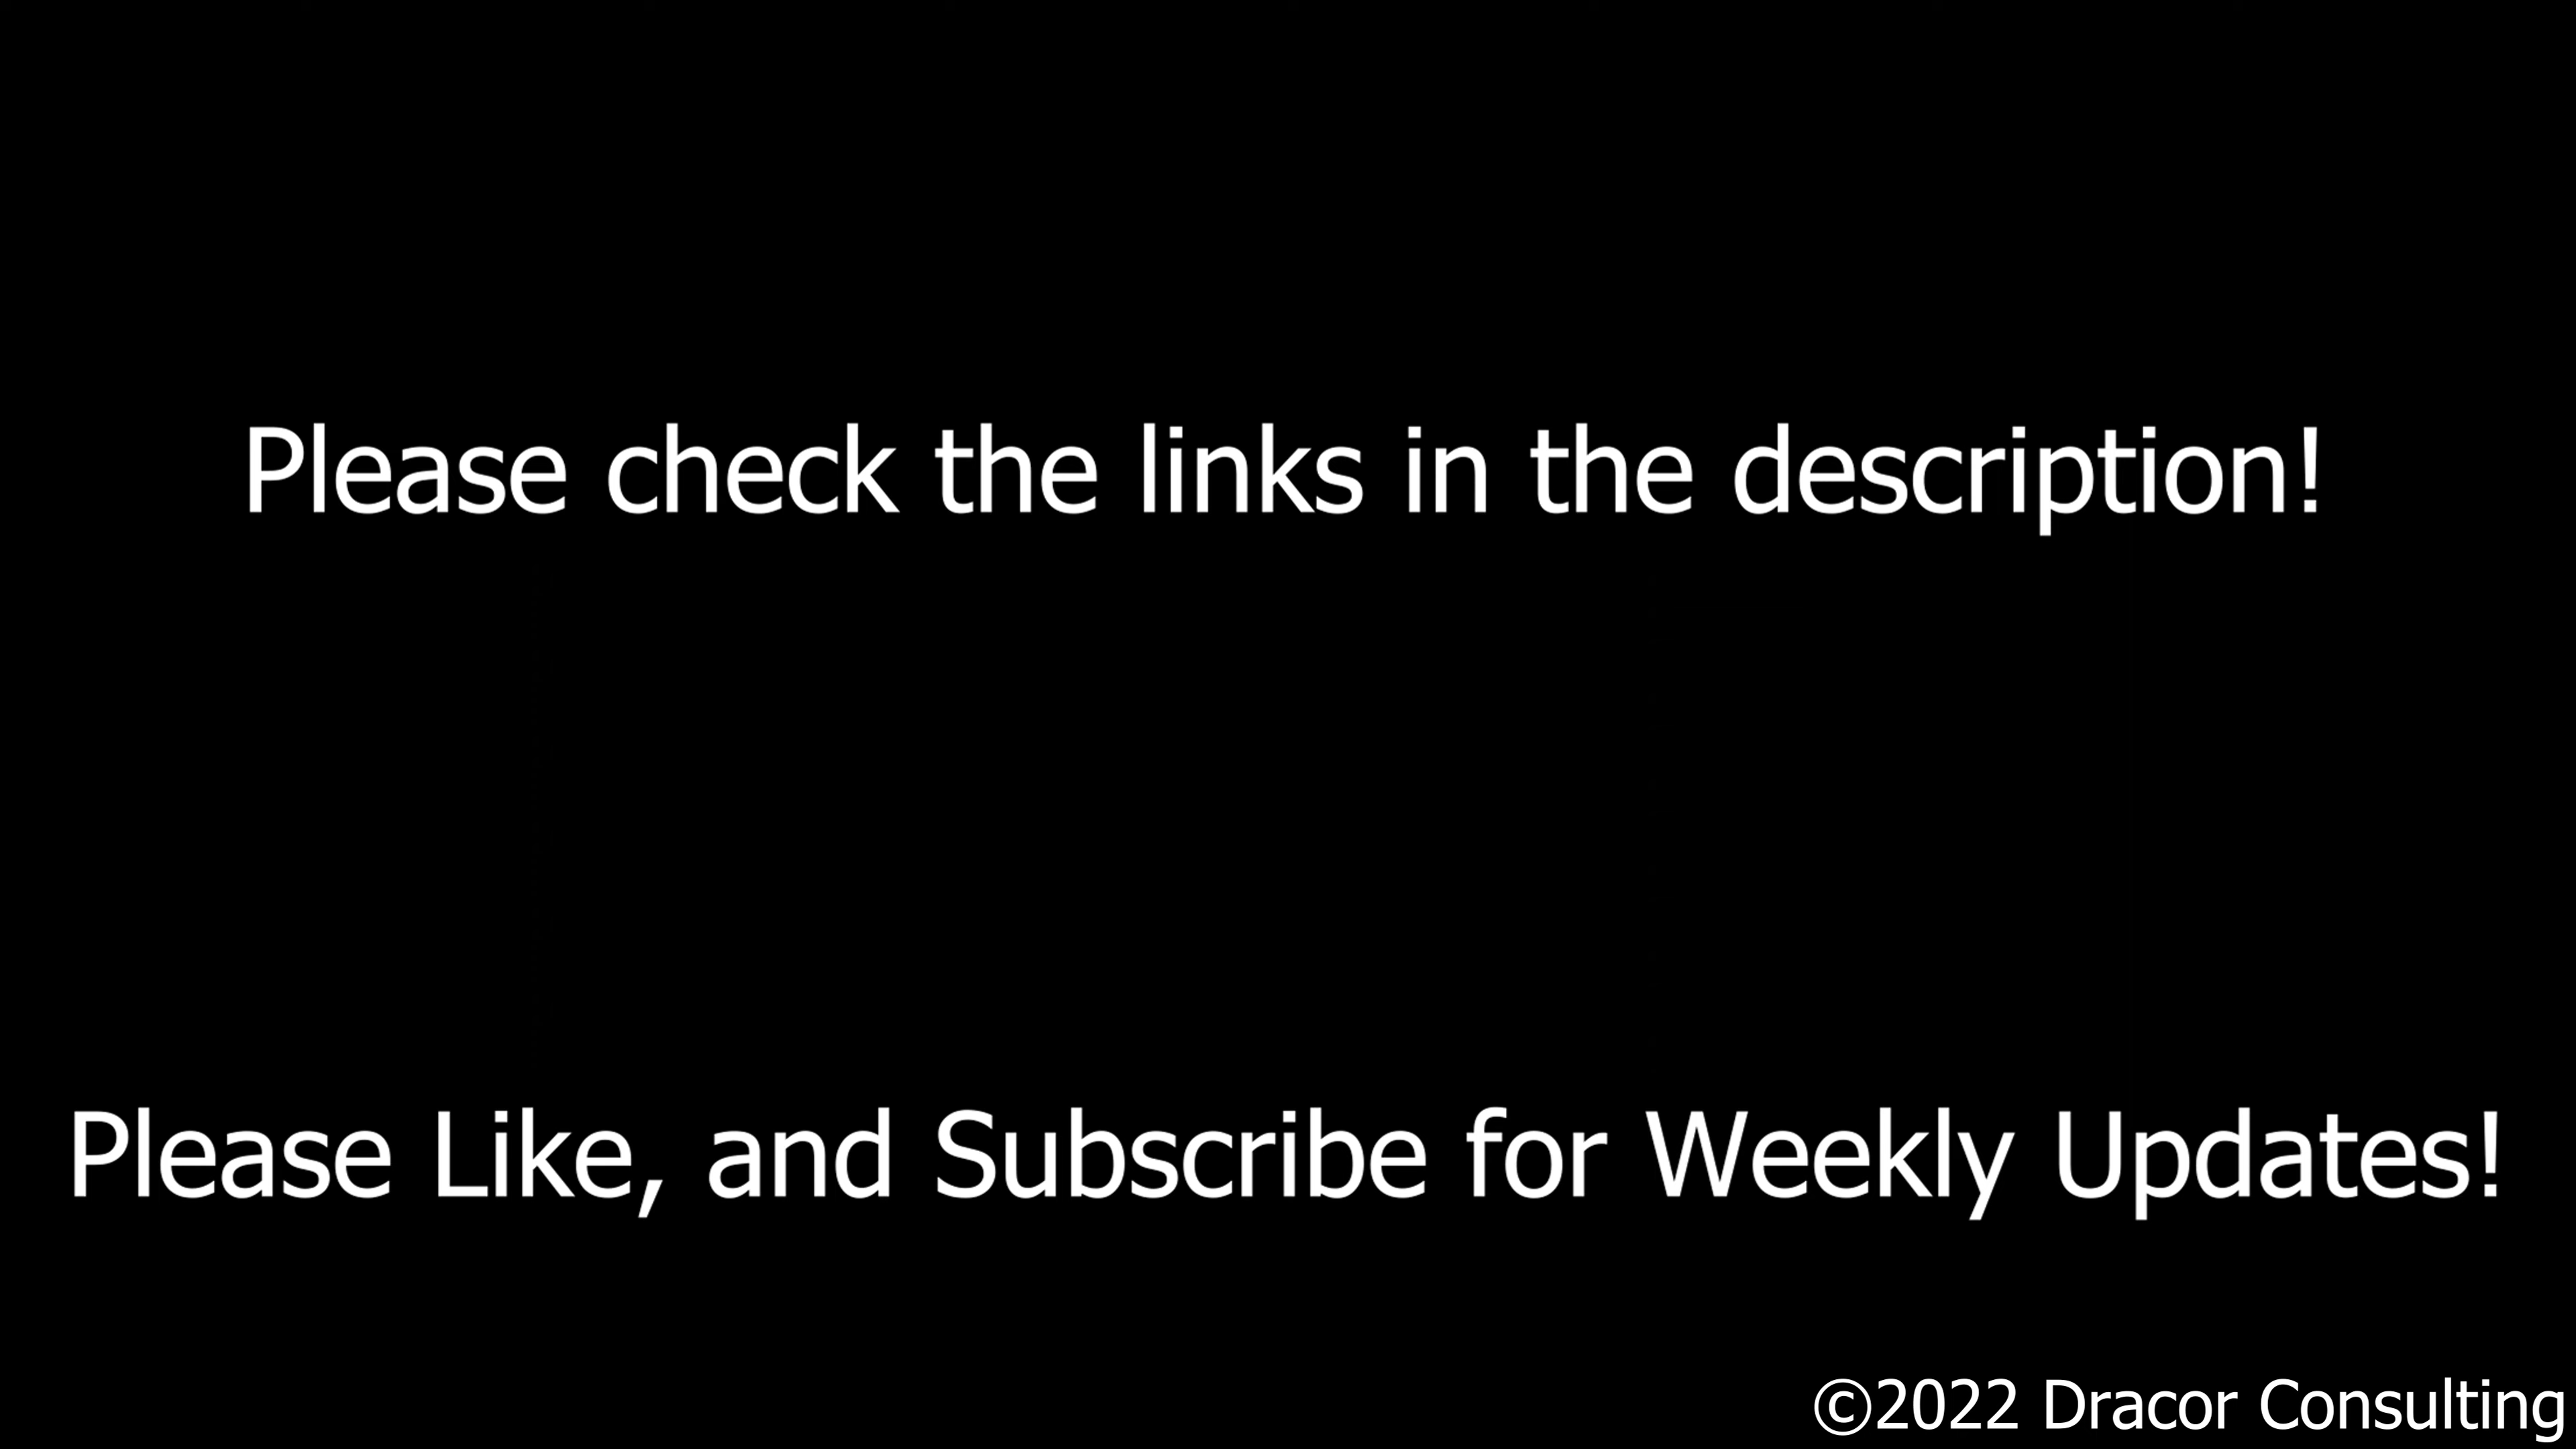 Please check the links in the description!
Please Like, and Subscribe for Weekly Updates!
©2022 Dracor Consulting